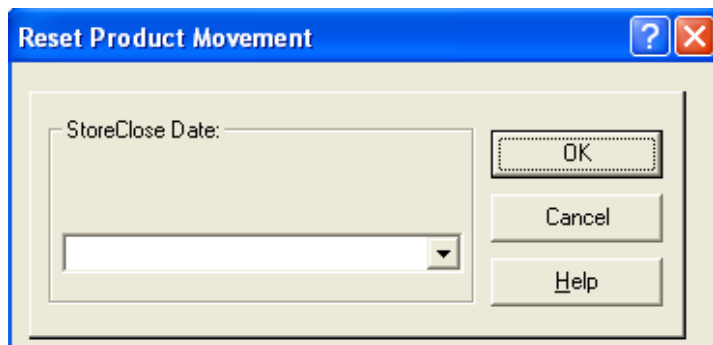 Reset Product Movement
StoreClose Date:
OK
Cancel
Help